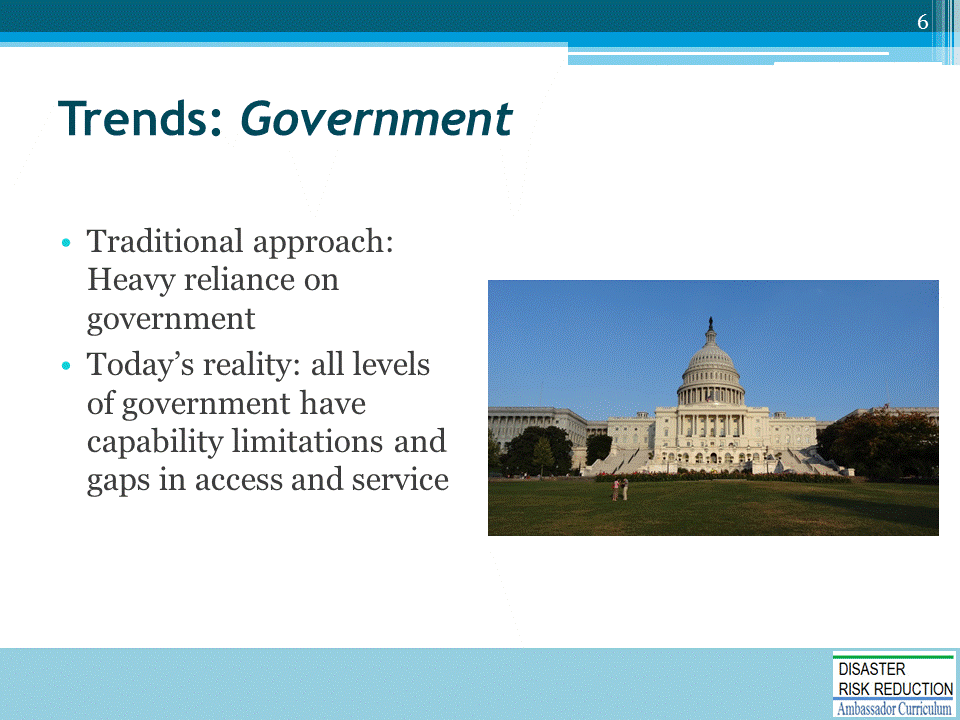 6
Trends: Government
• Traditional approach:
Heavy reliance on
government
• Today’s reality: all levels
of government have
capability limitations and
gaps in access and service
DISASTER
RISK REDUCTION
Ambassador Curriculum